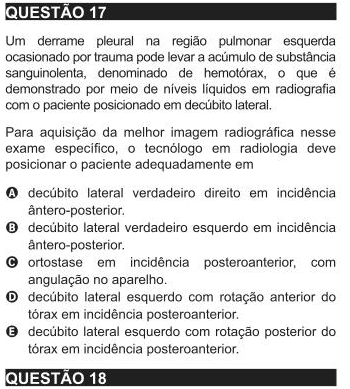 QUESTÃO 17
Um derrame pleural na região pulmonar esquerda
ocasionado por trauma pode levar a acúmulo de substância
sanguinolenta, denominado de hemotórax, o que é
demonstrado por meio de níveis líquidos em radiografia
com o paciente posicionado em decúbito lateral.
Para aquisição da melhor imagem radiográfica nesse
exame específico, o tecnólogo em radiologia deve
posicionar o paciente adequadamente em
A decúbito lateral verdadeiro direito em incidência
ântero-posterior.
B decúbito lateral verdadeiro esquerdo em incidência
ântero-posterior.
C ortostase em incidência posteroanterior, com
angulação no aparelho.
D decúbito lateral esquerdo com rotação anterior do
tórax em incidência posteroanterior.
E decúbito lateral esquerdo com rotação posterior do
tórax em incidência posteroanterior.
QUESTÃO 18